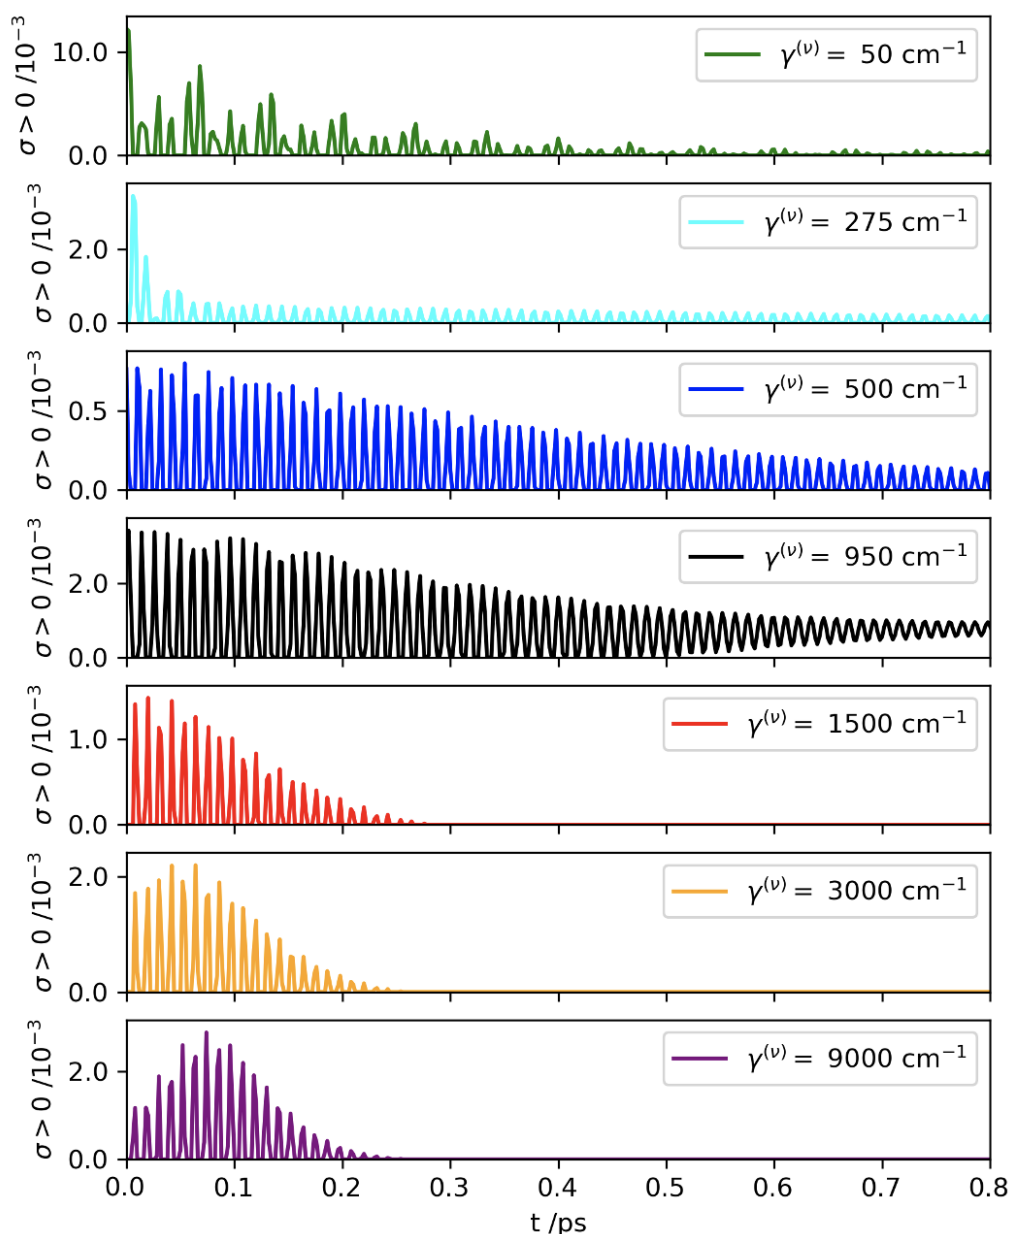 σ > 0 /10⁻³
10.0
0.0
γ⁽ᵛ⁾ = 50 cm⁻¹
σ > 0 /10⁻³
2.0
0.0
γ⁽ᵛ⁾ = 275 cm⁻¹
σ > 0 /10⁻³
0.5
0.0
γ⁽ᵛ⁾ = 500 cm⁻¹
σ > 0 /10⁻³
2.0
0.0
γ⁽ᵛ⁾ = 950 cm⁻¹
σ > 0 /10⁻³
1.0
0.0
γ⁽ᵛ⁾ = 1500 cm⁻¹
σ > 0 /10⁻³
2.0
0.0
γ⁽ᵛ⁾ = 3000 cm⁻¹
σ > 0 /10⁻³
2.0
0.0
γ⁽ᵛ⁾ = 9000 cm⁻¹
0.0 0.1 0.2 0.3 0.4 0.5 0.6 0.7 0.8
t /ps